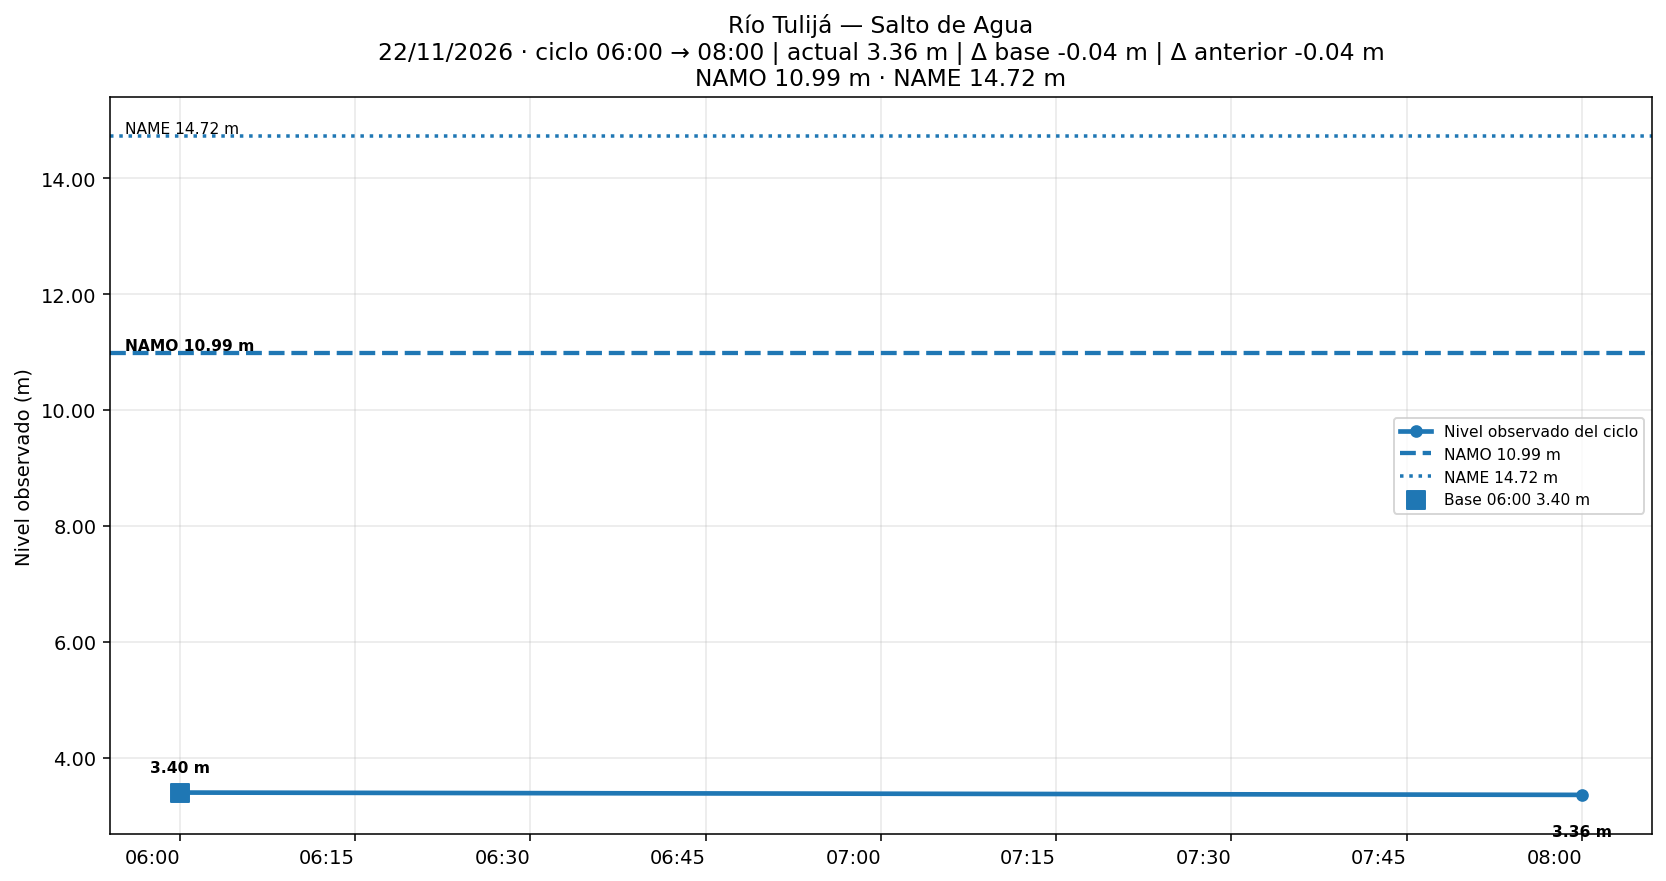 Río Tulijá — Salto de Agua
22/11/2026 · ciclo 06:00 → 08:00 | actual 3.36 m | Δ base -0.04 m | Δ anterior -0.04 m
NAMO 10.99 m · NAME 14.72 m
NAME 14.72 m
14.00
12.00
NAMO 10.99 m
10.00
Nivel observado (m)
Nivel observado del ciclo
NAMO 10.99 m
NAME 14.72 m
Base 06:00 3.40 m
8.00
6.00
4.00
3.40 m
3.36 m
06:00 06:15 06:30 06:45 07:00 07:15 07:30 07:45 08:00